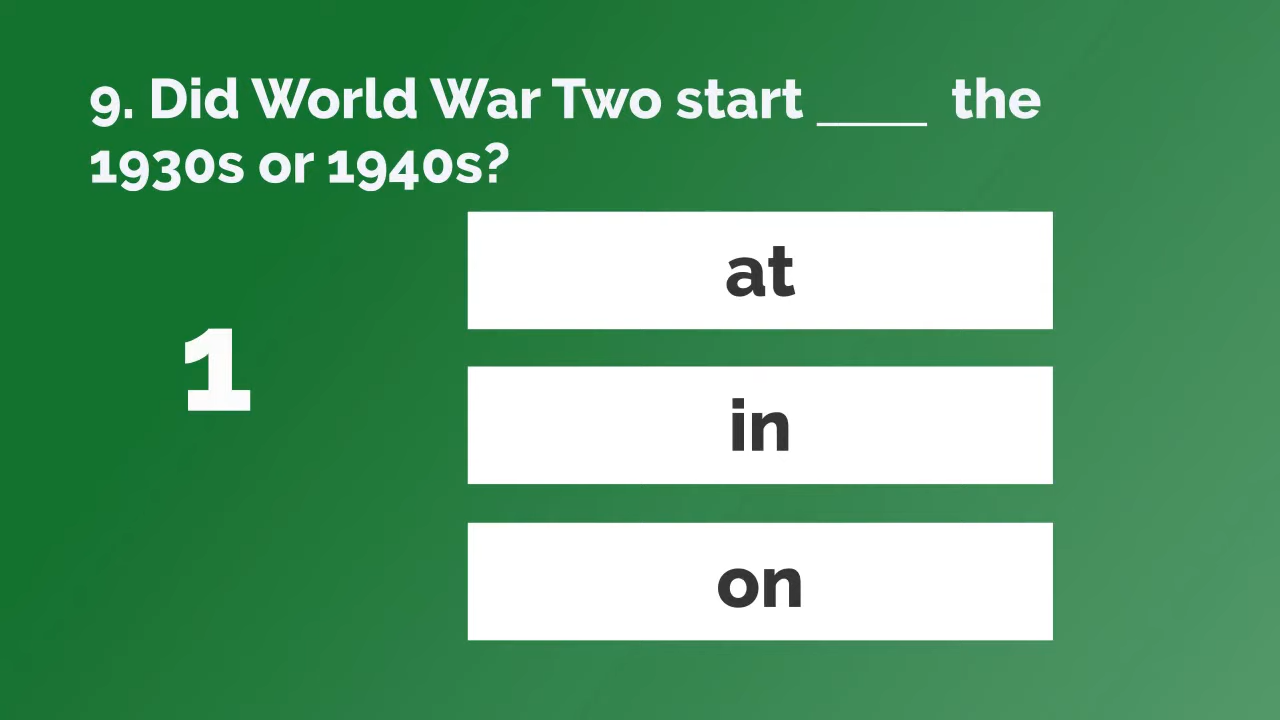 9. Did World War Two start ____ the
1930s or 1940s?
at
1
in
on